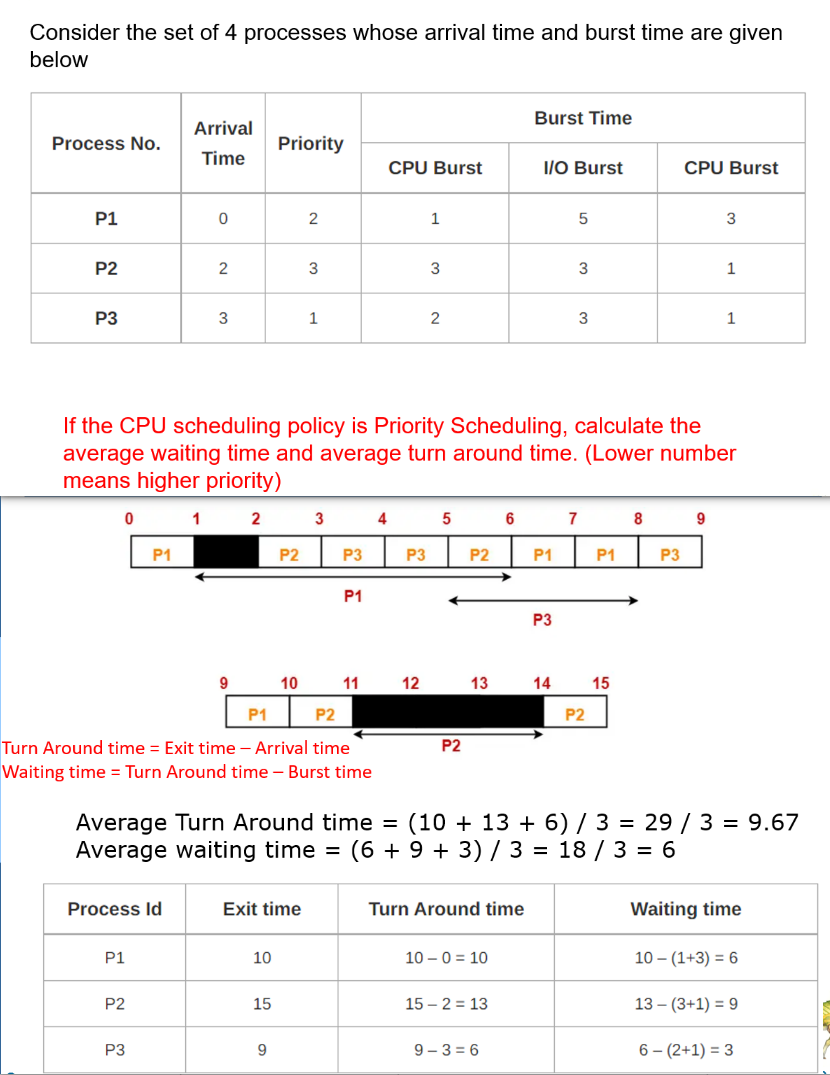 Consider the set of 4 processes whose arrival time and burst time are given
below
Process No. Arrival Time Priority Burst Time
CPU Burst I/O Burst CPU Burst
P1 0 2 1 5 3
P2 2 3 3 3 1
P3 3 1 2 3 1
If the CPU scheduling policy is Priority Scheduling, calculate the
average waiting time and average turn around time. (Lower number
means higher priority)
0 1 2 3 4 5 6 7 8 9
P1 P2 P3 P3 P2 P1 P1 P3
P1
P3
9 10 11 12 13 14 15
P1 P2 P2
P2
Turn Around time = Exit time – Arrival time
Waiting time = Turn Around time – Burst time
Average Turn Around time = (10 + 13 + 6) / 3 = 29 / 3 = 9.67
Average waiting time = (6 + 9 + 3) / 3 = 18 / 3 = 6
Process Id Exit time Turn Around time Waiting time
P1 10 10 – 0 = 10 10 – (1+3) = 6
P2 15 15 – 2 = 13 13 – (3+1) = 9
P3 9 9 – 3 = 6 6 – (2+1) = 3